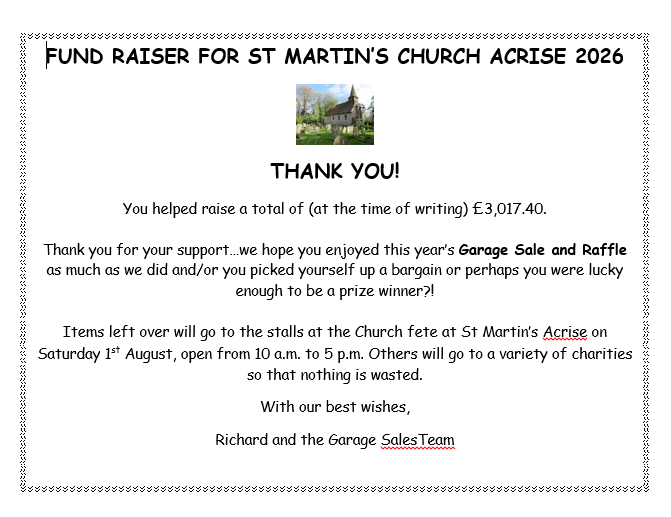 FUND RAISER FOR ST MARTIN'S CHURCH ACRISE 2026
THANK YOU!
You helped raise a total of (at the time of writing) £3,017.40.
Thank you for your support...we hope you enjoyed this year's Garage Sale and Raffle
as much as we did and/or you picked yourself up a bargain or perhaps you were lucky
enough to be a prize winner?!
Items left over will go to the stalls at the Church fete at St Martin's Acrise on
Saturday 1st August, open from 10 a.m. to 5 p.m. Others will go to a variety of charities
so that nothing is wasted.
With our best wishes,
Richard and the Garage SalesTeam